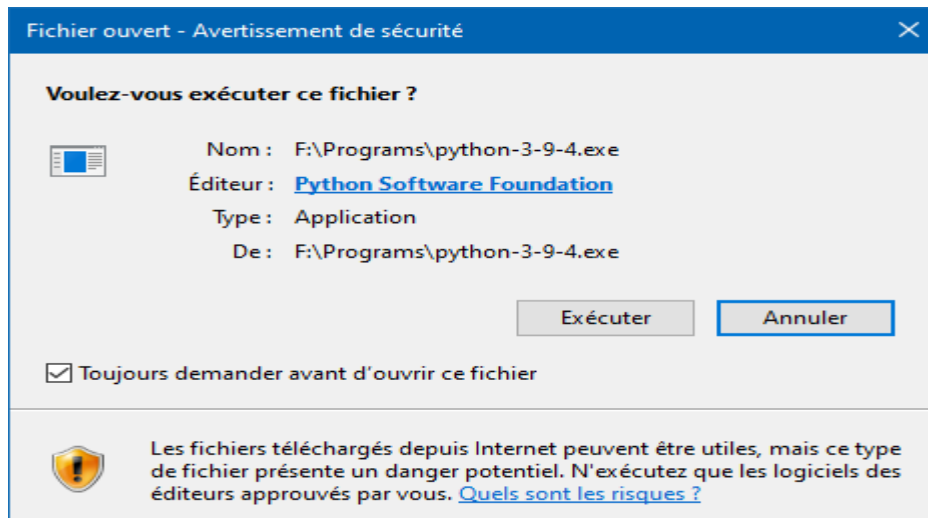 Fichier ouvert - Avertissement de sécurité
Voulez-vous exécuter ce fichier ?
Nom : F:\Programs\python-3-9-4.exe
Éditeur : Python Software Foundation
Type : Application
De : F:\Programs\python-3-9-4.exe
Exécuter Annuler
Toujours demander avant d’ouvrir ce fichier
Les fichiers téléchargés depuis Internet peuvent être utiles, mais ce type
de fichier présente un danger potentiel. N'exécutez que les logiciels des
éditeurs approuvés par vous. Quels sont les risques ?